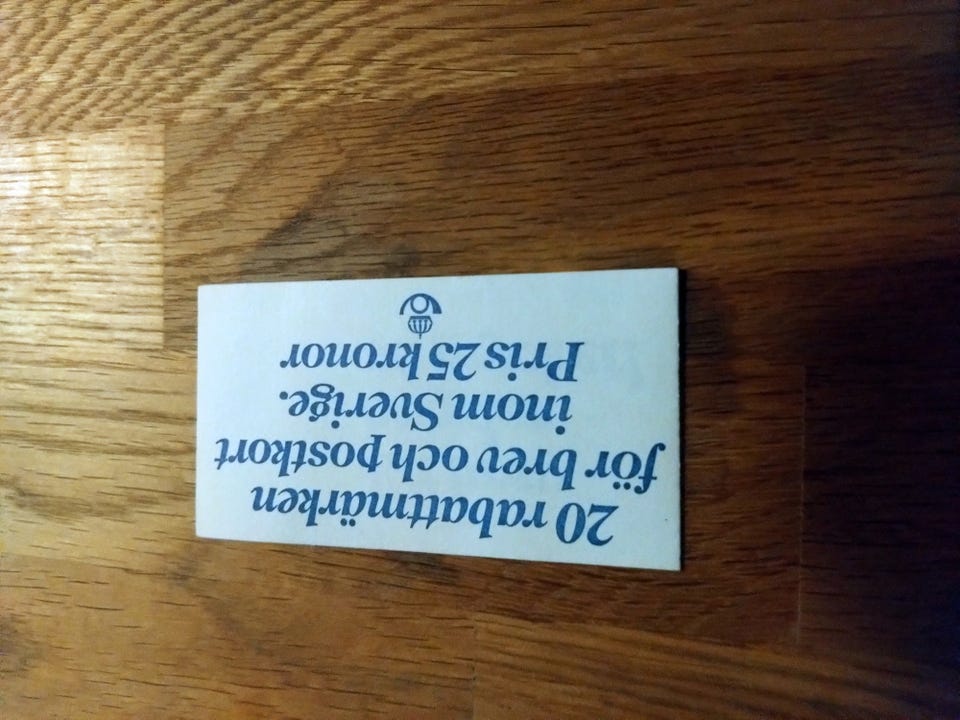 20 rabattmärken
för brev och postkort
inom Sverige.
Pris 25 kronor